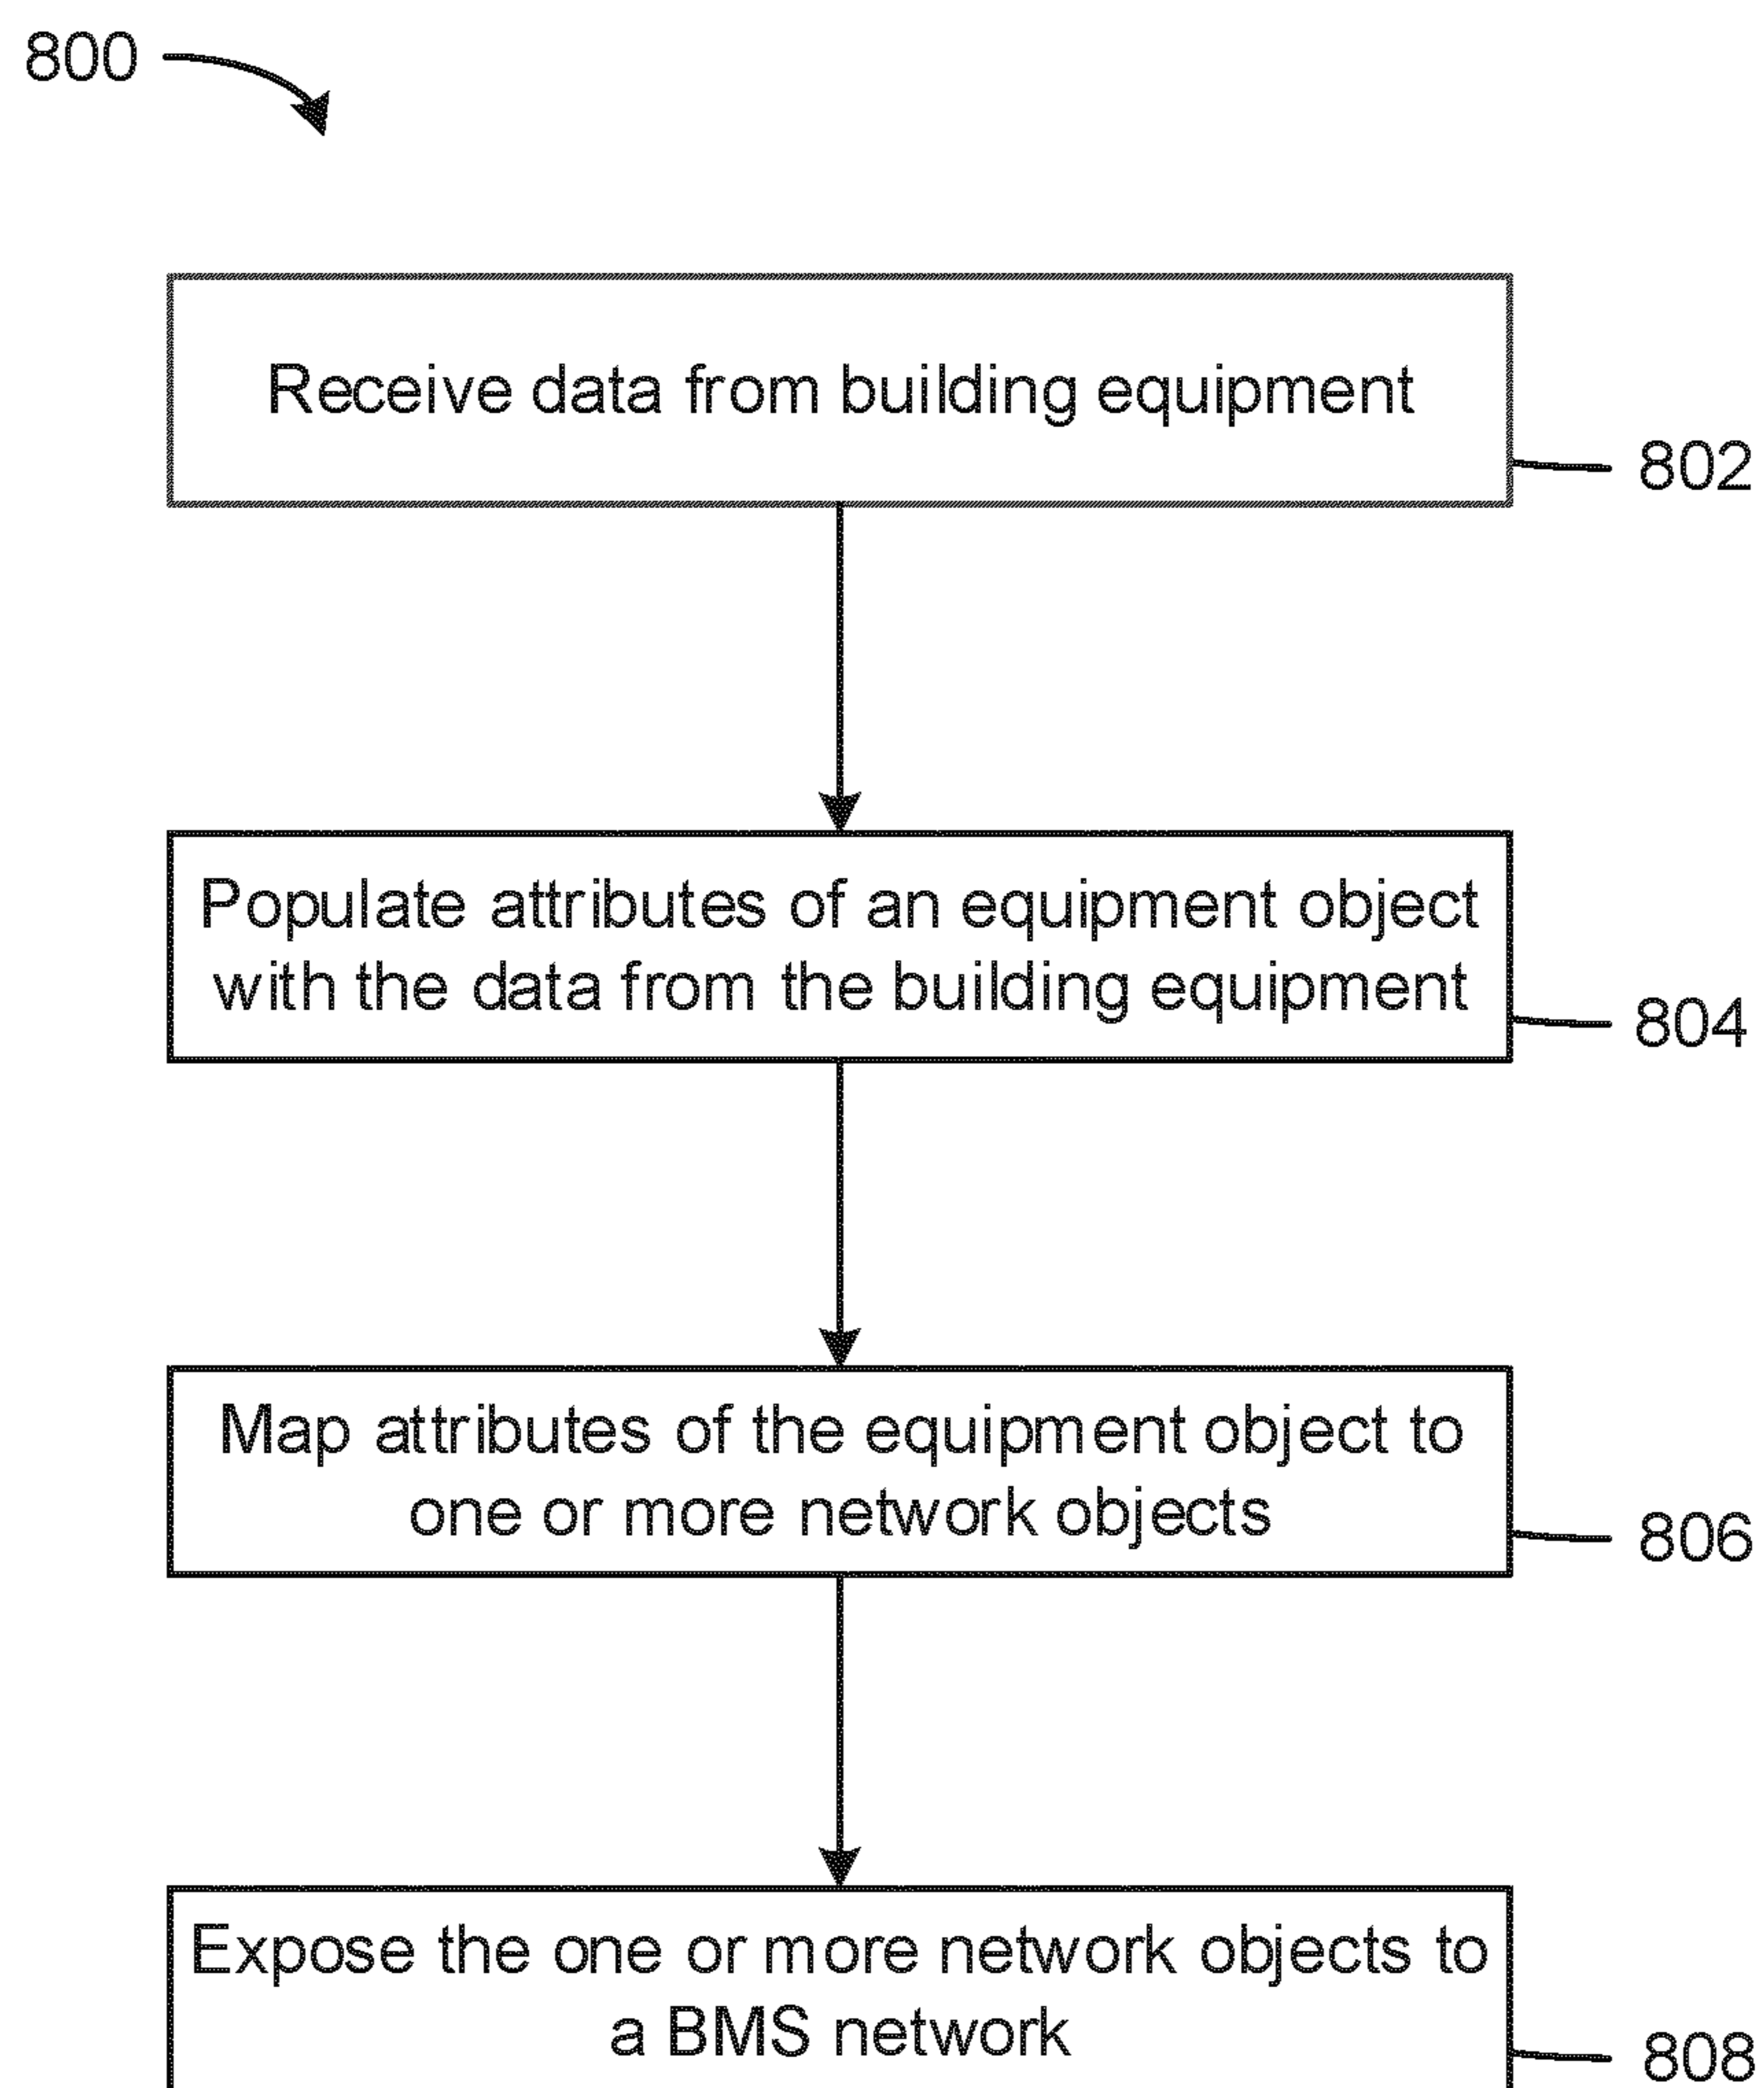 800
Receive data from building equipment
802
Populate attributes of an equipment object
with the data from the building equipment
804
Map attributes of the equipment object to
one or more network objects
806
Expose the one or more network objects to
a BMS network
808